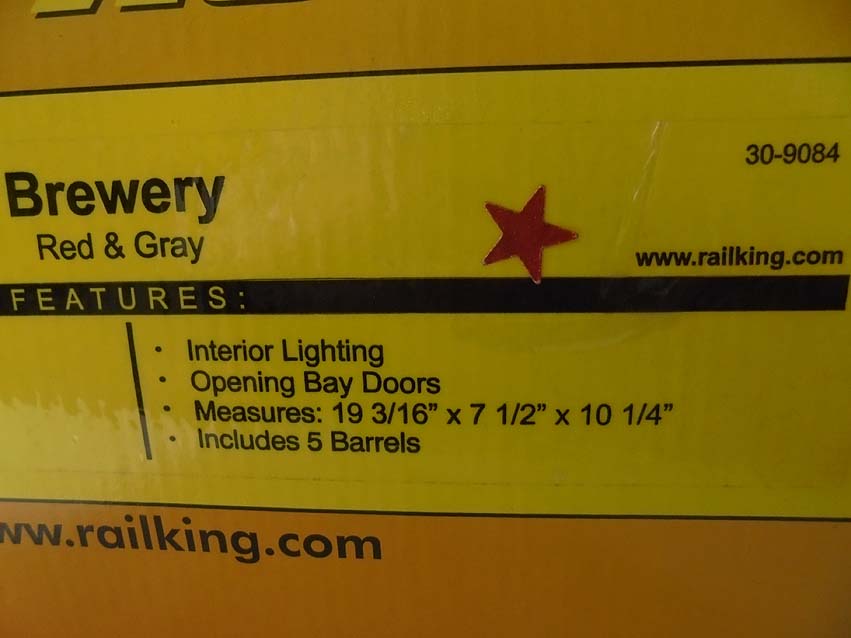 Brewery
30-9084
Red & Gray
www.railking.com
FEATURES:
· Interior Lighting
· Opening Bay Doors
· Measures: 19 3/16” x 7 1/2” x 10 1/4”
· Includes 5 Barrels
ww.railking.com